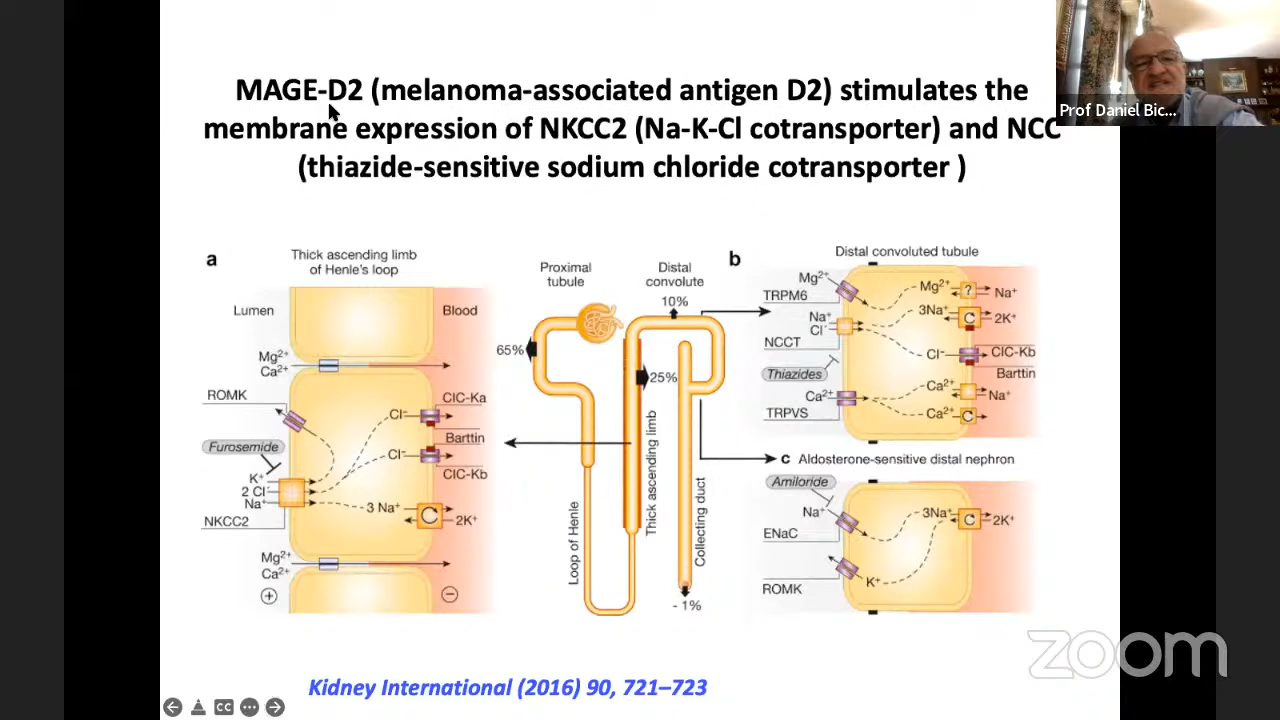 MAGE-D2 (melanoma-associated antigen D2) stimulates the
membrane expression of NKCC2 (Na-K-Cl cotransporter) and NCC
(thiazide-sensitive sodium chloride cotransporter )
Prof Daniel Bic...
a
Thick ascending limb
of Henle's loop
Lumen
Blood
Mg²⁺
Ca²⁺
ROMK
Furosemide
K⁺
2 Cl⁻
Na⁺
NKCC2
Mg²⁺
Ca²⁺
+
Cl⁻
Cl⁻
3 Na⁺
ClC-Ka
Barttin
ClC-Kb
2K⁺
−
Proximal
tubule
Distal
convolute
10%
65%
25%
Loop of Henle
Thick ascending limb
Collecting duct
- 1%
b
Distal convoluted tubule
Mg²⁺
TRPM6
Na⁺
Cl⁻
NCCT
Thiazides
Ca²⁺
TRPVS
Mg²⁺
?
Na⁺
3Na⁺
2K⁺
Cl⁻
ClC-Kb
Barttin
Ca²⁺
Na⁺
Ca²⁺
c Aldosterone-sensitive distal nephron
Amiloride
Na⁺
ENaC
ROMK
K⁺
3Na⁺
2K⁺
zoom
Kidney International (2016) 90, 721–723
CC